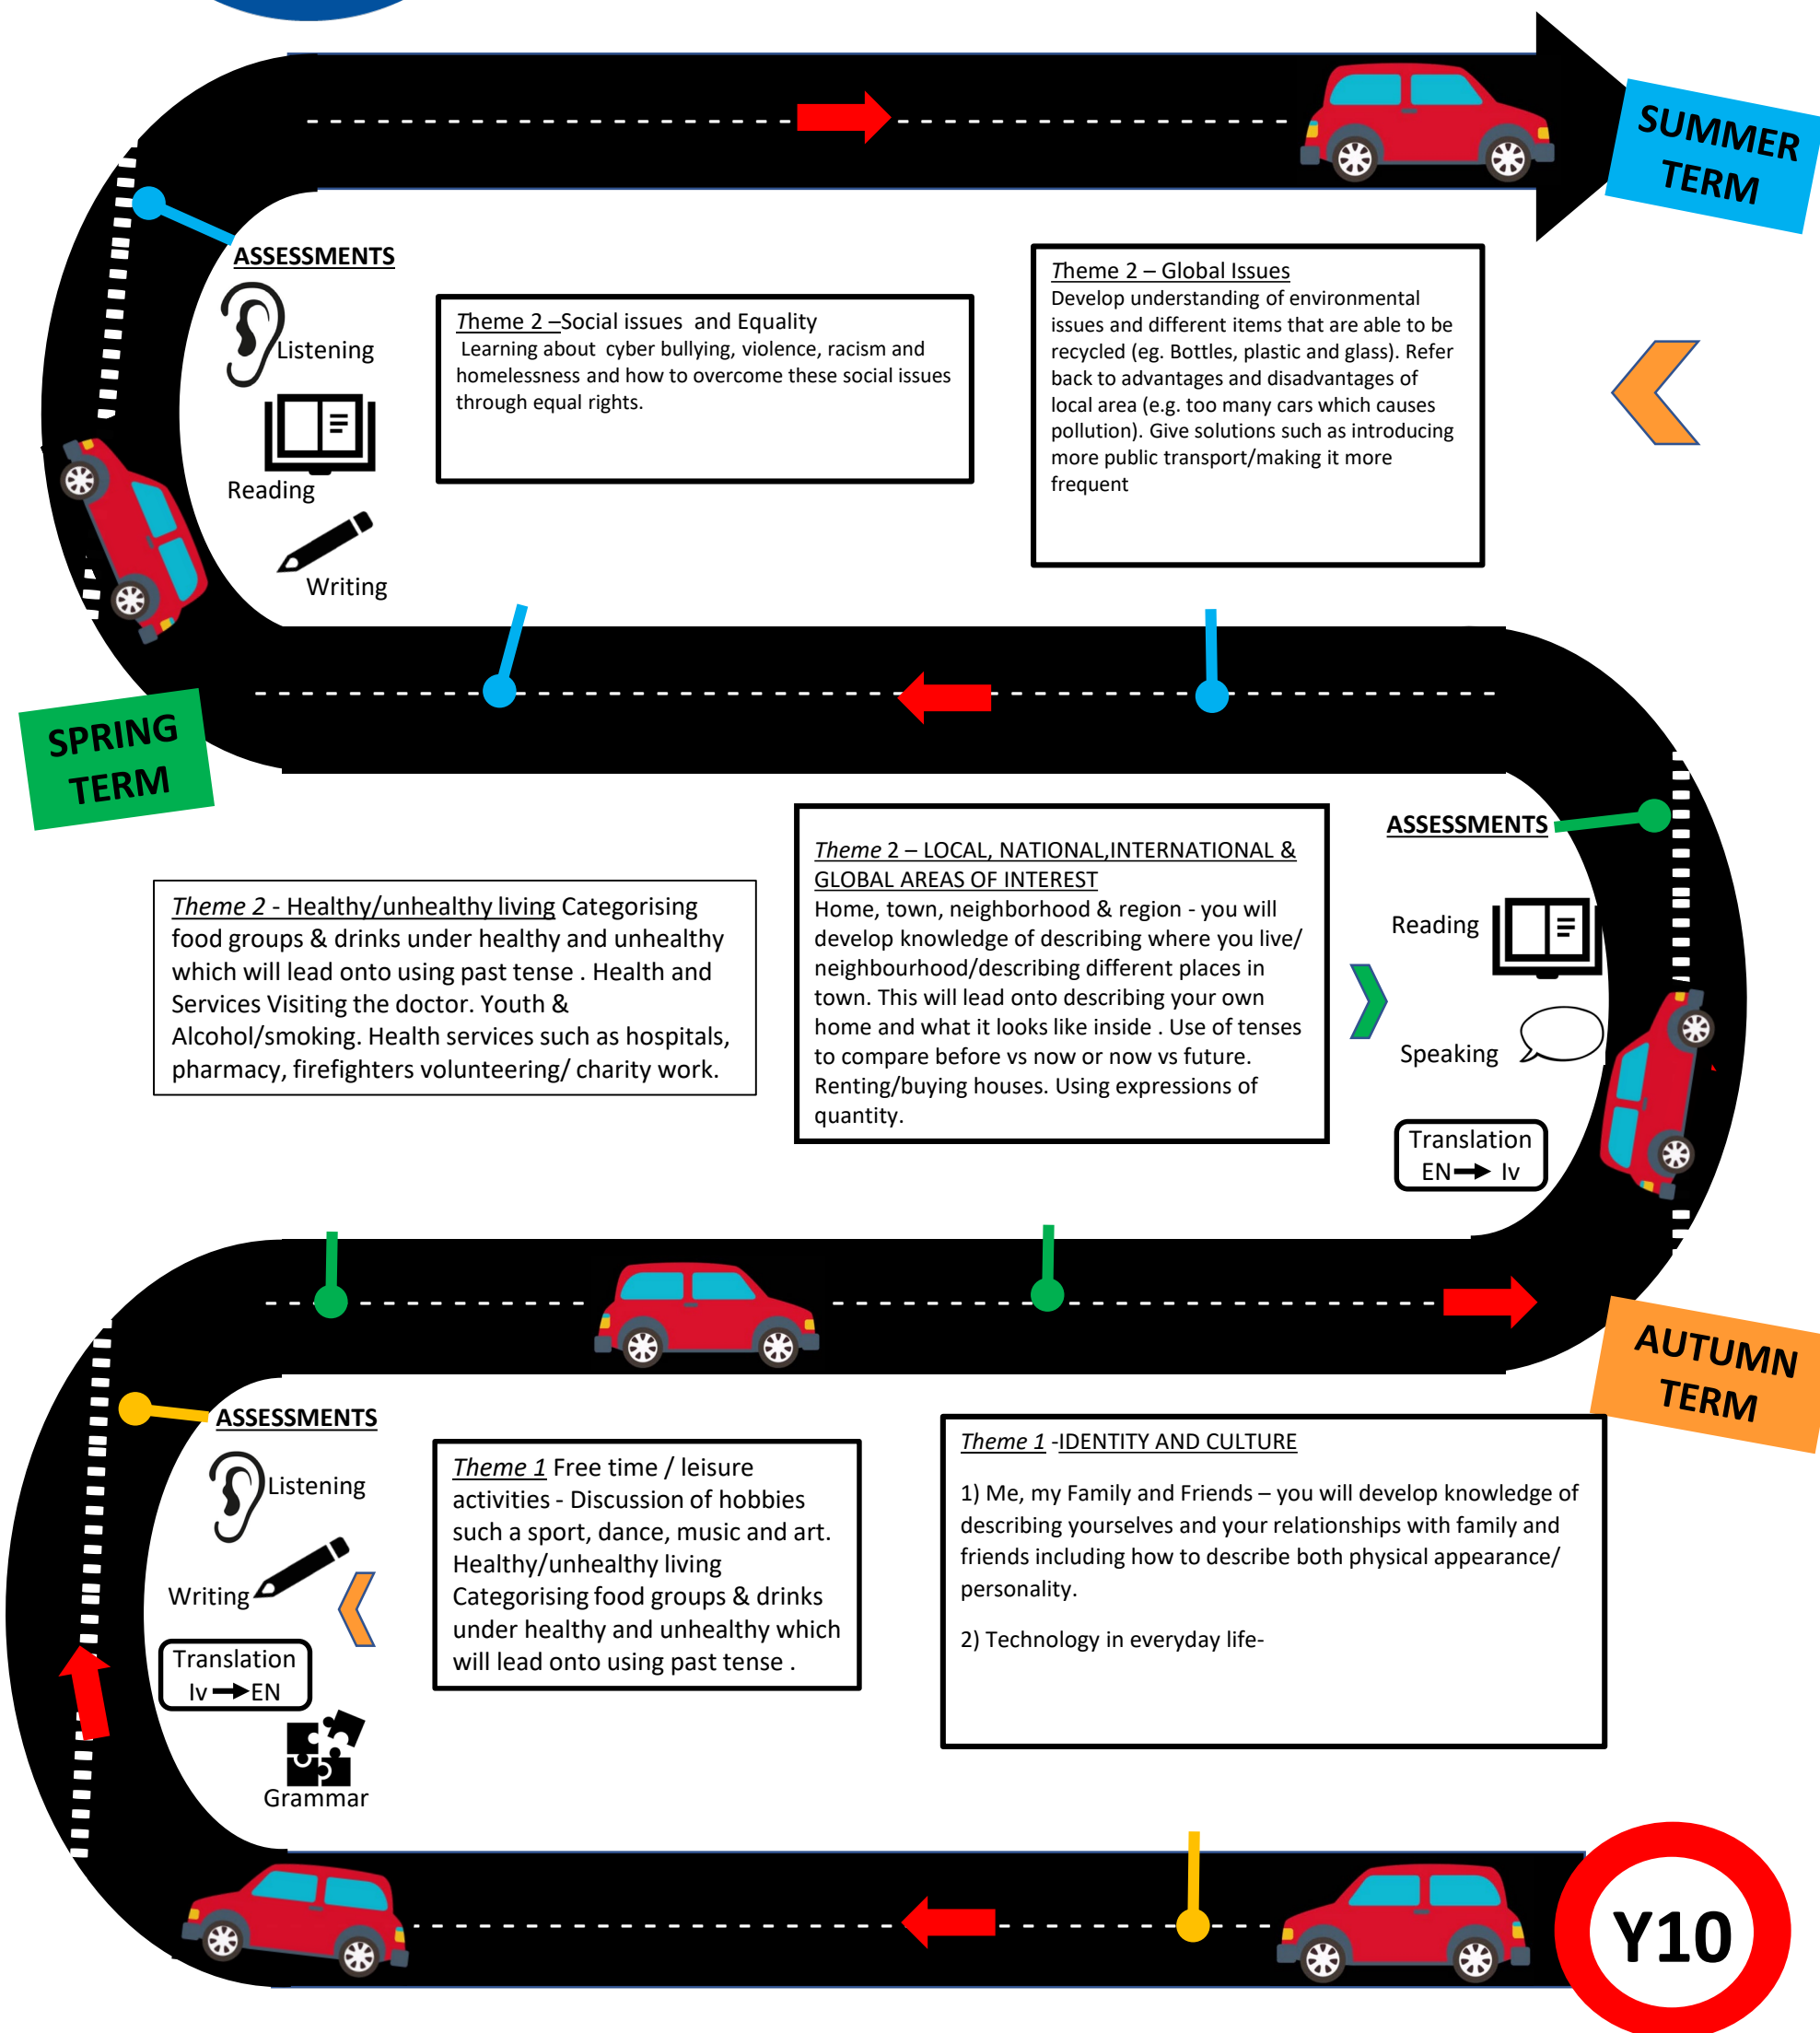 SUMMER
TERM
ASSESSMENTS
Listening
Reading
Writing
Theme 2 –Social issues  and Equality
Learning about  cyber bullying, violence, racism and
homelessness and how to overcome these social issues
through equal rights.
Theme 2 – Global Issues
Develop understanding of environmental
issues and different items that are able to be
recycled (eg. Bottles, plastic and glass). Refer
back to advantages and disadvantages of
local area (e.g. too many cars which causes
pollution). Give solutions such as introducing
more public transport/making it more
frequent
SPRING
TERM
Theme 2 - Healthy/unhealthy living Categorising
food groups & drinks under healthy and unhealthy
which will lead onto using past tense . Health and
Services Visiting the doctor. Youth &
Alcohol/smoking. Health services such as hospitals,
pharmacy, firefighters volunteering/ charity work.
Theme 2 – LOCAL, NATIONAL,INTERNATIONAL &
GLOBAL AREAS OF INTEREST
Home, town, neighborhood & region - you will
develop knowledge of describing where you live/
neighbourhood/describing different places in
town. This will lead onto describing your own
home and what it looks like inside . Use of tenses
to compare before vs now or now vs future.
Renting/buying houses. Using expressions of
quantity.
ASSESSMENTS
Reading
Speaking
Translation
EN → lv
AUTUMN
TERM
ASSESSMENTS
Listening
Writing
Translation
lv → EN
Grammar
Theme 1 Free time / leisure
activities - Discussion of hobbies
such a sport, dance, music and art.
Healthy/unhealthy living
Categorising food groups & drinks
under healthy and unhealthy which
will lead onto using past tense .
Theme 1 -IDENTITY AND CULTURE
1) Me, my Family and Friends – you will develop knowledge of
describing yourselves and your relationships with family and
friends including how to describe both physical appearance/
personality.
2) Technology in everyday life-
Y10